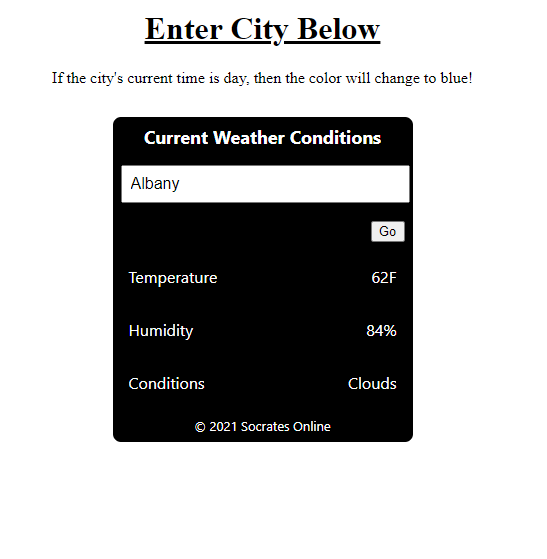 Enter City Below
If the city's current time is day, then the color will change to blue!
Current Weather Conditions
Albany
Go
Temperature 62F
Humidity 84%
Conditions Clouds
© 2021 Socrates Online